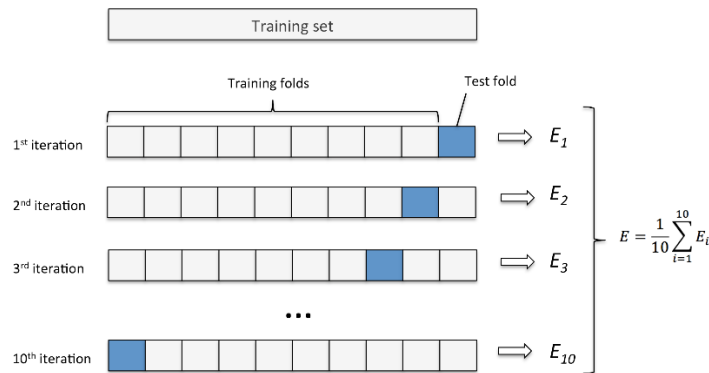 Training set
Training folds
Test fold
1st iteration
E1
2nd iteration
E2
3rd iteration
E3
...
10th iteration
E10
E = 1/10 ∑_{i=1}^{10} E_i